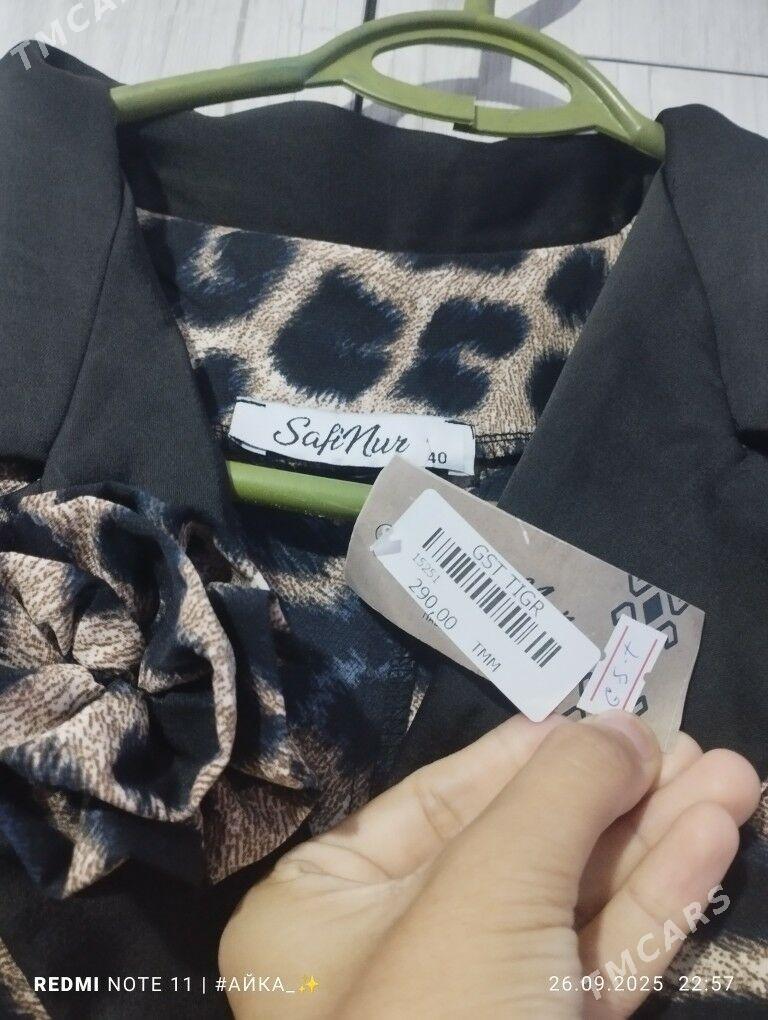 TMCARS
SafiNur
40
GST TIGR
15251
290,00
TMM
TMCARS
REDMI NOTE 11 | #АЙКА_✨
26.09.2025 22:57